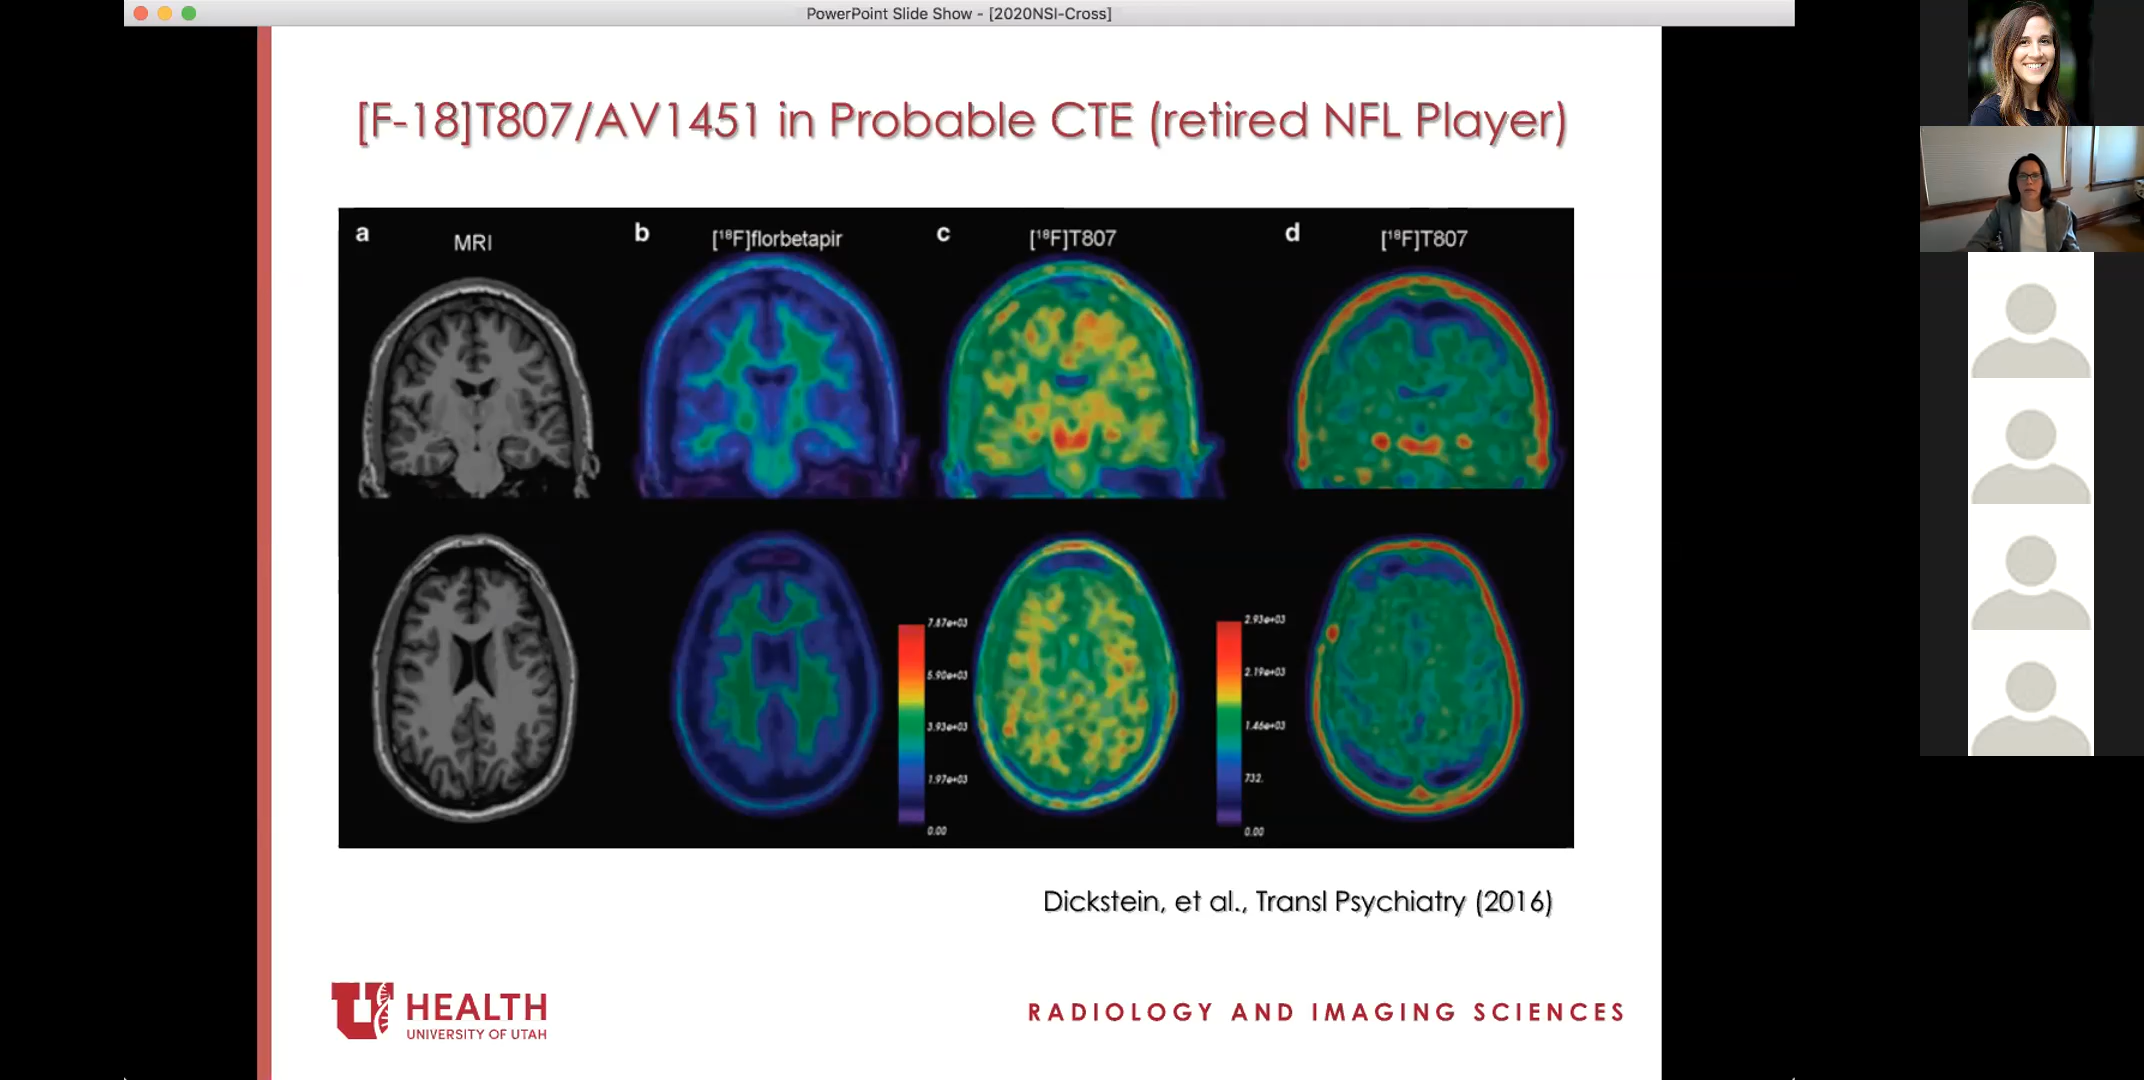 PowerPoint Slide Show - [2020NSI-Cross]
[F-18]T807/AV1451 in Probable CTE (retired NFL Player)
a MRI b [¹⁸F]florbetapir c [¹⁸F]T807 d [¹⁸F]T807
7.87e+03
5.90e+03
3.93e+03
1.97e+03
0.00
2.93e+03
2.19e+03
1.46e+03
732.
0.00
Dickstein, et al., Transl Psychiatry (2016)
U HEALTH
UNIVERSITY OF UTAH
RADIOLOGY AND IMAGING SCIENCES